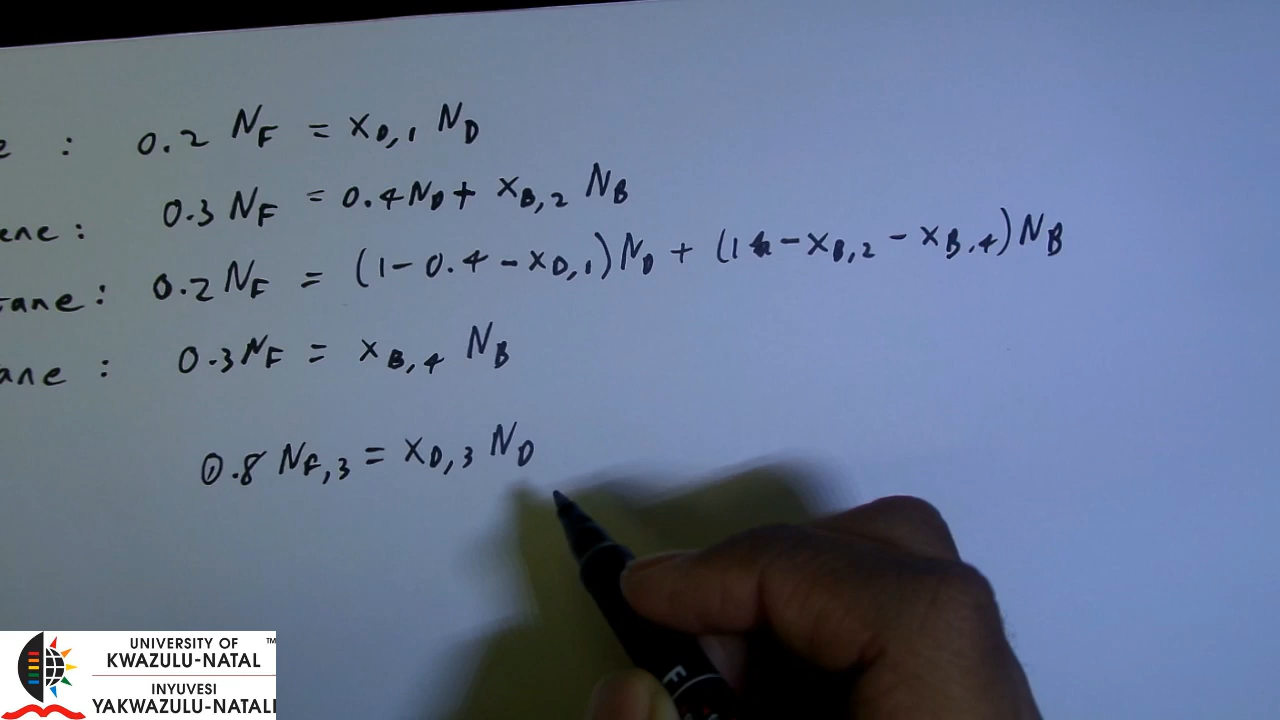 e : 0.2 N_F = x_D,1 N_D
ene : 0.3 N_F = 0.4 N_D + x_B,2 N_B
tane : 0.2 N_F = (1 - 0.4 - x_D,1) N_D + (1 - x_B,2 - x_B,4) N_B
ane : 0.3 N_F = x_B,4 N_B
0.8 N_F,3 = x_D,3 N_D
UNIVERSITY OF ™
KWAZULU-NATAL
INYUVESI
YAKWAZULU-NATALI